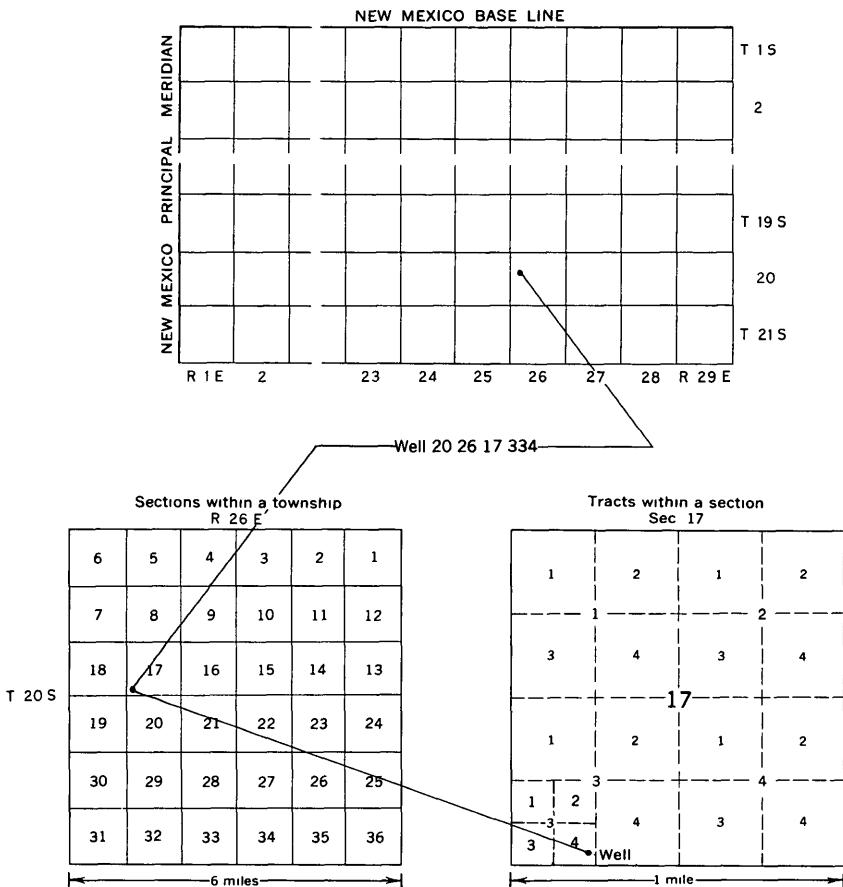 NEW MEXICO BASE LINE
NEW MEXICO PRINCIPAL MERIDIAN
T 1 S
2
T 19 S
20
T 21 S
R 1 E 2 23 24 25 26 27 28 R 29 E
Well 20 26 17 334
Sections within a township
R 26 E
6 5 4 3 2 1
7 8 9 10 11 12
18 17 16 15 14 13
T 20 S
19 20 21 22 23 24
30 29 28 27 26 25
31 32 33 34 35 36
6 miles
Tracts within a section
Sec 17
1 2 1 2
1 2
3 4 3 4
17
1 2 1 2
3 4
1 2
3 4 3 4
3 4 Well
1 mile